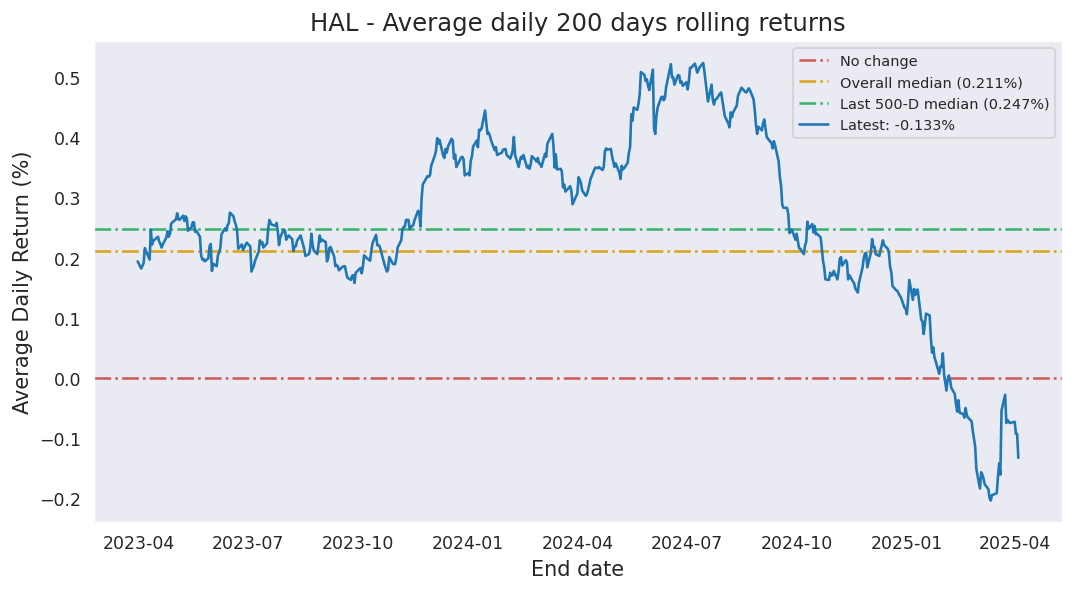 HAL - Average daily 200 days rolling returns
No change
Overall median (0.211%)
Last 500-D median (0.247%)
Latest: -0.133%
Average Daily Return (%)
0.5
0.4
0.3
0.2
0.1
0.0
−0.1
−0.2
2023-04 2023-07 2023-10 2024-01 2024-04 2024-07 2024-10 2025-01 2025-04
End date